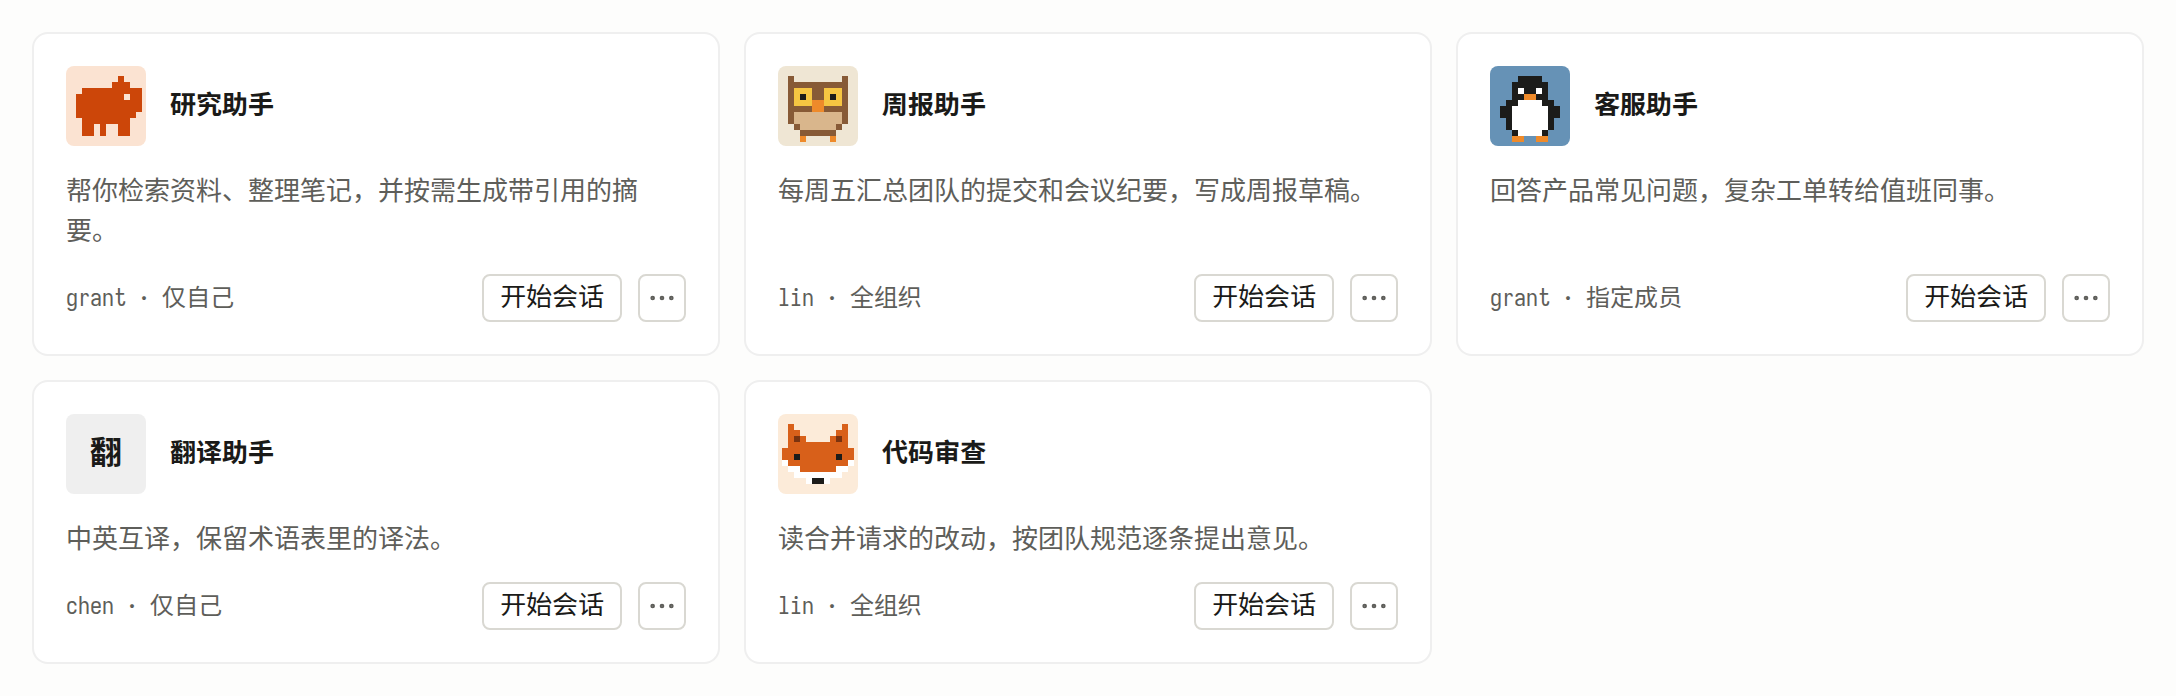 研究助手
帮你检索资料、整理笔记，并按需生成带引用的摘
要。
grant · 仅自己
开始会话
周报助手
每周五汇总团队的提交和会议纪要，写成周报草稿。
lin · 全组织
开始会话
客服助手
回答产品常见问题，复杂工单转给值班同事。
grant · 指定成员
开始会话
翻
翻译助手
中英互译，保留术语表里的译法。
chen · 仅自己
开始会话
代码审查
读合并请求的改动，按团队规范逐条提出意见。
lin · 全组织
开始会话